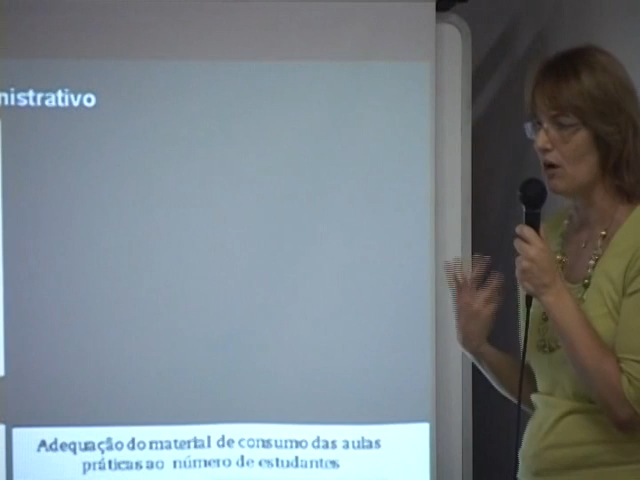 nistrativo
Adequação do material de consumo das aulas
práticas ao número de estudantes